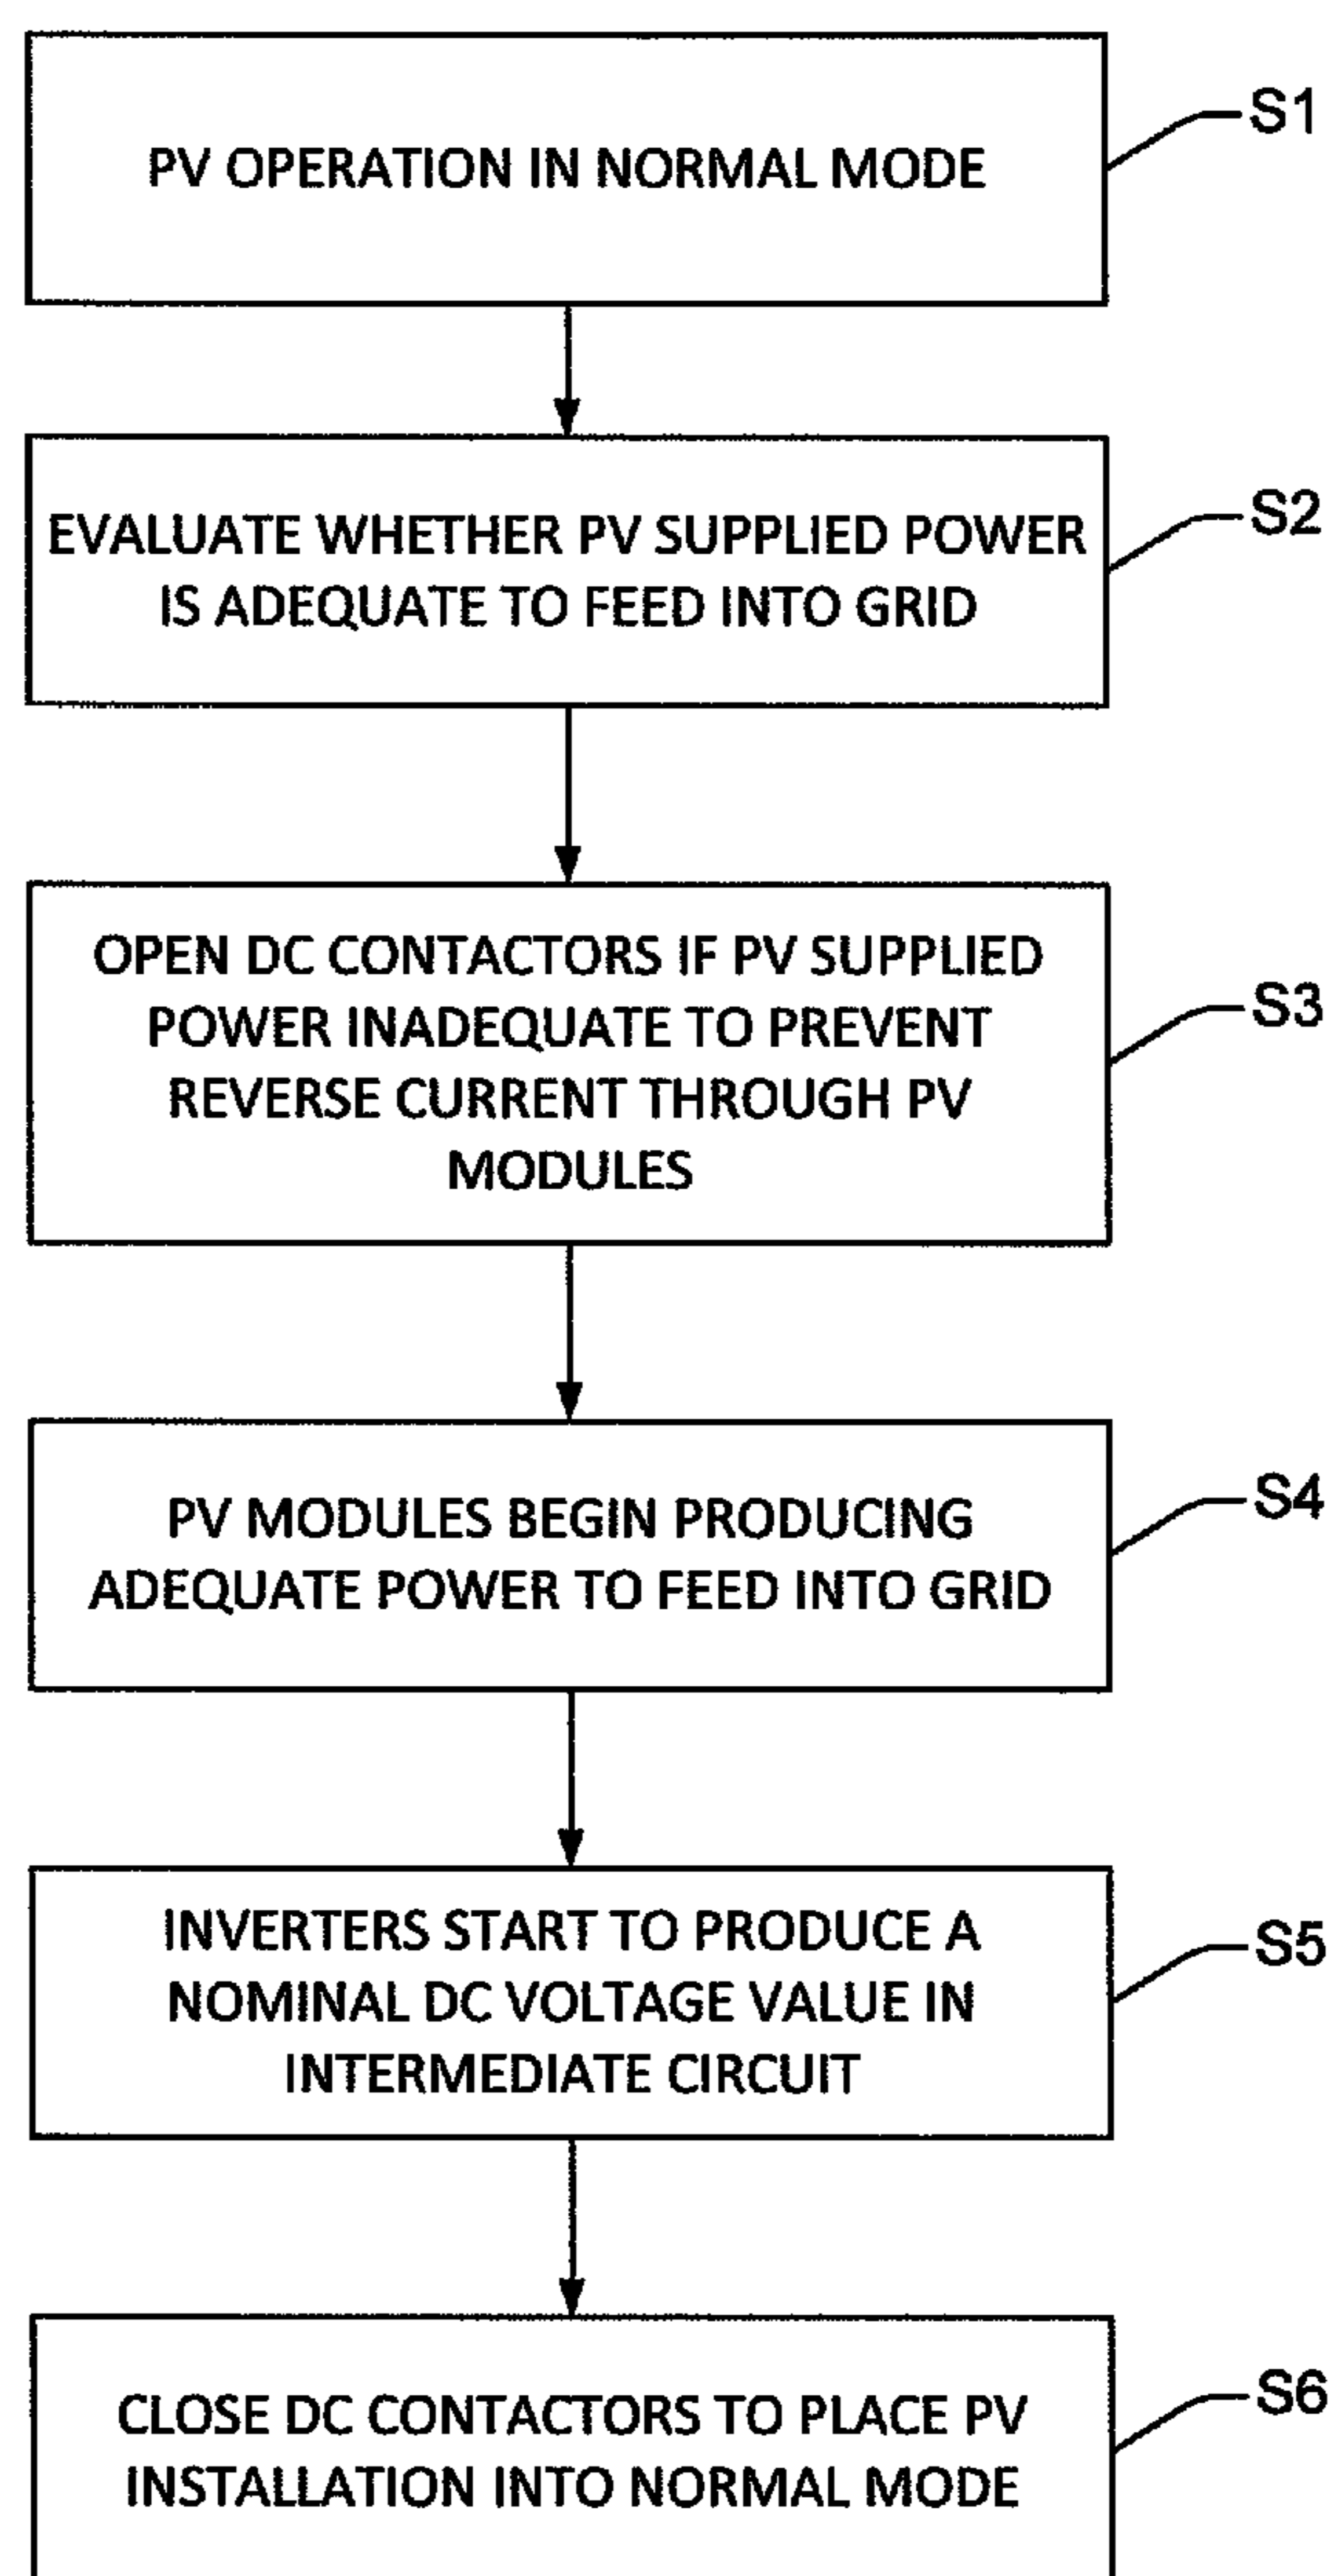 PV OPERATION IN NORMAL MODE
S1
EVALUATE WHETHER PV SUPPLIED POWER
IS ADEQUATE TO FEED INTO GRID
S2
OPEN DC CONTACTORS IF PV SUPPLIED
POWER INADEQUATE TO PREVENT
REVERSE CURRENT THROUGH PV
MODULES
S3
PV MODULES BEGIN PRODUCING
ADEQUATE POWER TO FEED INTO GRID
S4
INVERTERS START TO PRODUCE A
NOMINAL DC VOLTAGE VALUE IN
INTERMEDIATE CIRCUIT
S5
CLOSE DC CONTACTORS TO PLACE PV
INSTALLATION INTO NORMAL MODE
S6